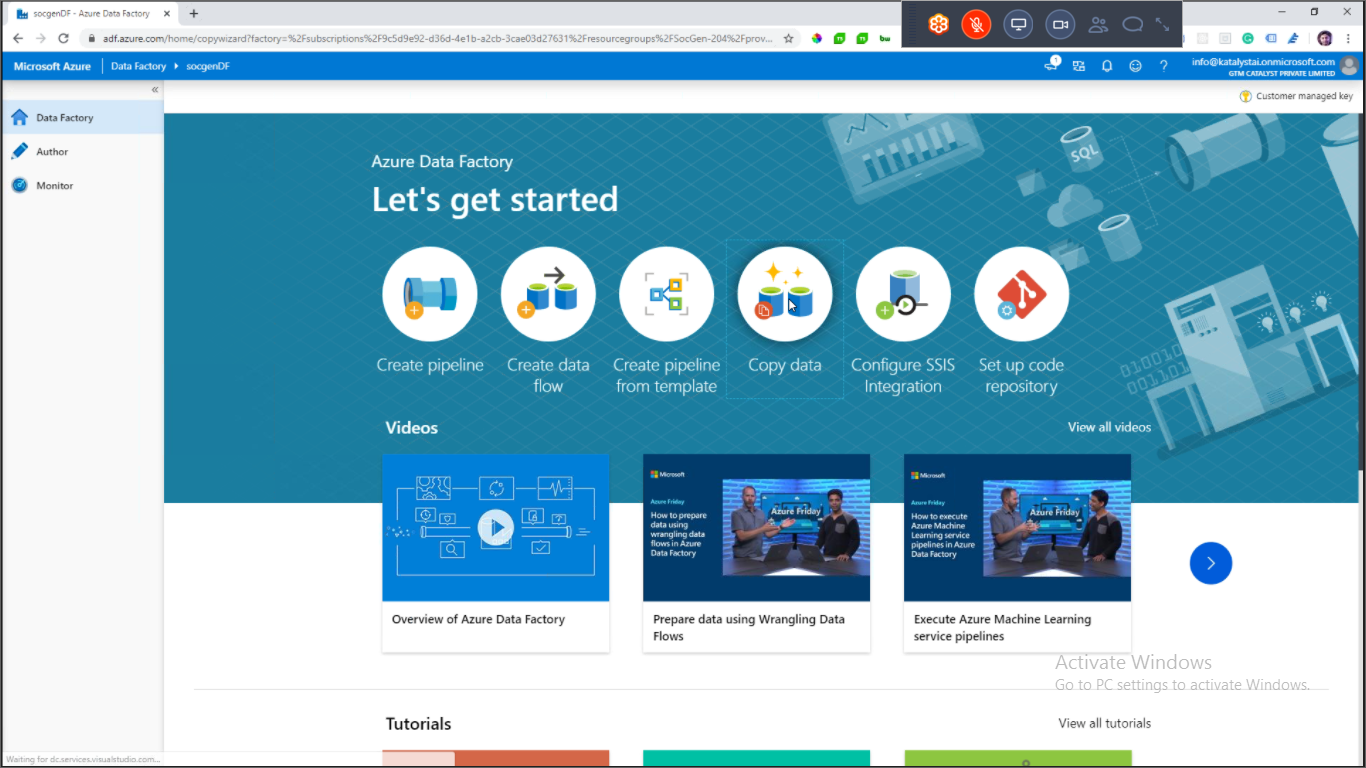 socgenDF - Azure Data Factory
adf.azure.com/home/copywizard?factory=%2Fsubscriptions%2F9c5d9e92-d36d-4e1b-a2cb-3cae03d27631%2Fresourcegroups%2FSocGen-204%2Fprov...
Microsoft Azure
Data Factory
socgenDF
1
info@katalystai.onmicrosoft.com
GTM CATALYST PRIVATE LIMITED
Customer managed key
Data Factory
Author
Monitor
SQL
Azure Data Factory
Let's get started
Create pipeline
Create data
flow
Create pipeline
from template
Copy data
Configure SSIS
Integration
Set up code
repository
Videos
View all videos
Microsoft
Azure Friday
How to prepare
data using
wrangling data
flows in Azure
Data Factory
Azure Friday
Microsoft
Azure Friday
How to execute
Azure Machine
Learning service
pipelines in Azure
Data Factory
Azure Friday
Overview of Azure Data Factory
Prepare data using Wrangling Data
Flows
Execute Azure Machine Learning
service pipelines
Activate Windows
Go to PC settings to activate Windows.
Tutorials
View all tutorials
Waiting for dc.services.visualstudio.com...